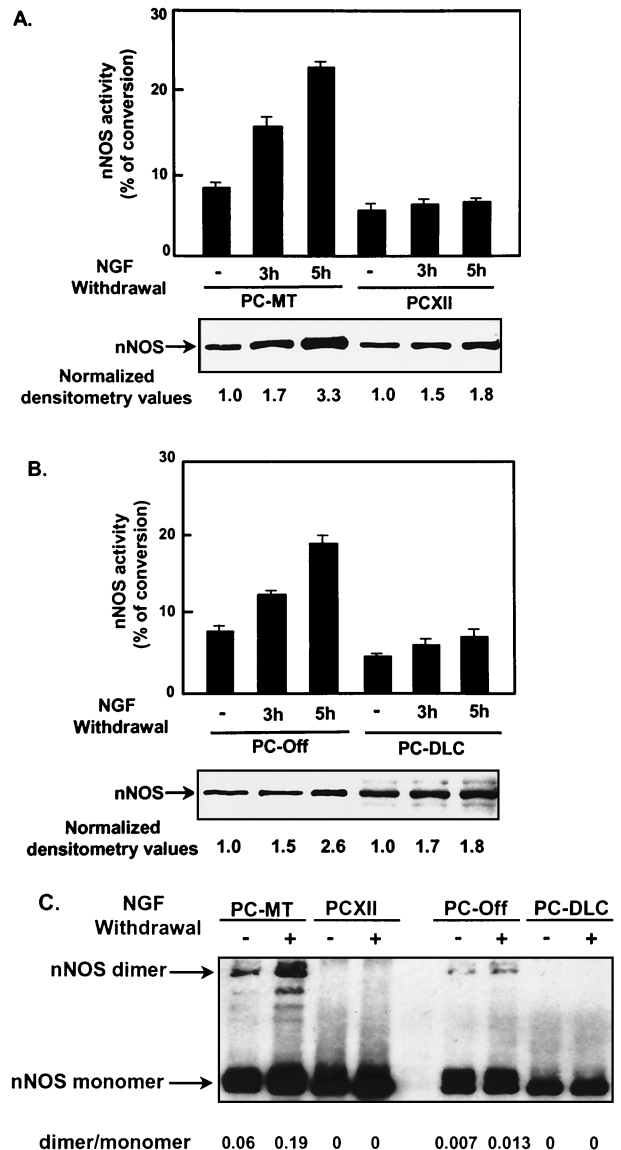 A.
30
20
10
0
nNOS activity
(% of conversion)
NGF
Withdrawal
- 3h 5h - 3h 5h
PC-MT PCXII
nNOS
Normalized
densitometry values
1.0 1.7 3.3 1.0 1.5 1.8
B.
30
20
10
0
nNOS activity
(% of conversion)
NGF
Withdrawal
- 3h 5h - 3h 5h
PC-Off PC-DLC
nNOS
Normalized
densitometry values
1.0 1.5 2.6 1.0 1.7 1.8
C.
NGF
Withdrawal
PC-MT PCXII PC-Off PC-DLC
- + - + - + - +
nNOS dimer
nNOS monomer
dimer/monomer 0.06 0.19 0 0 0.007 0.013 0 0